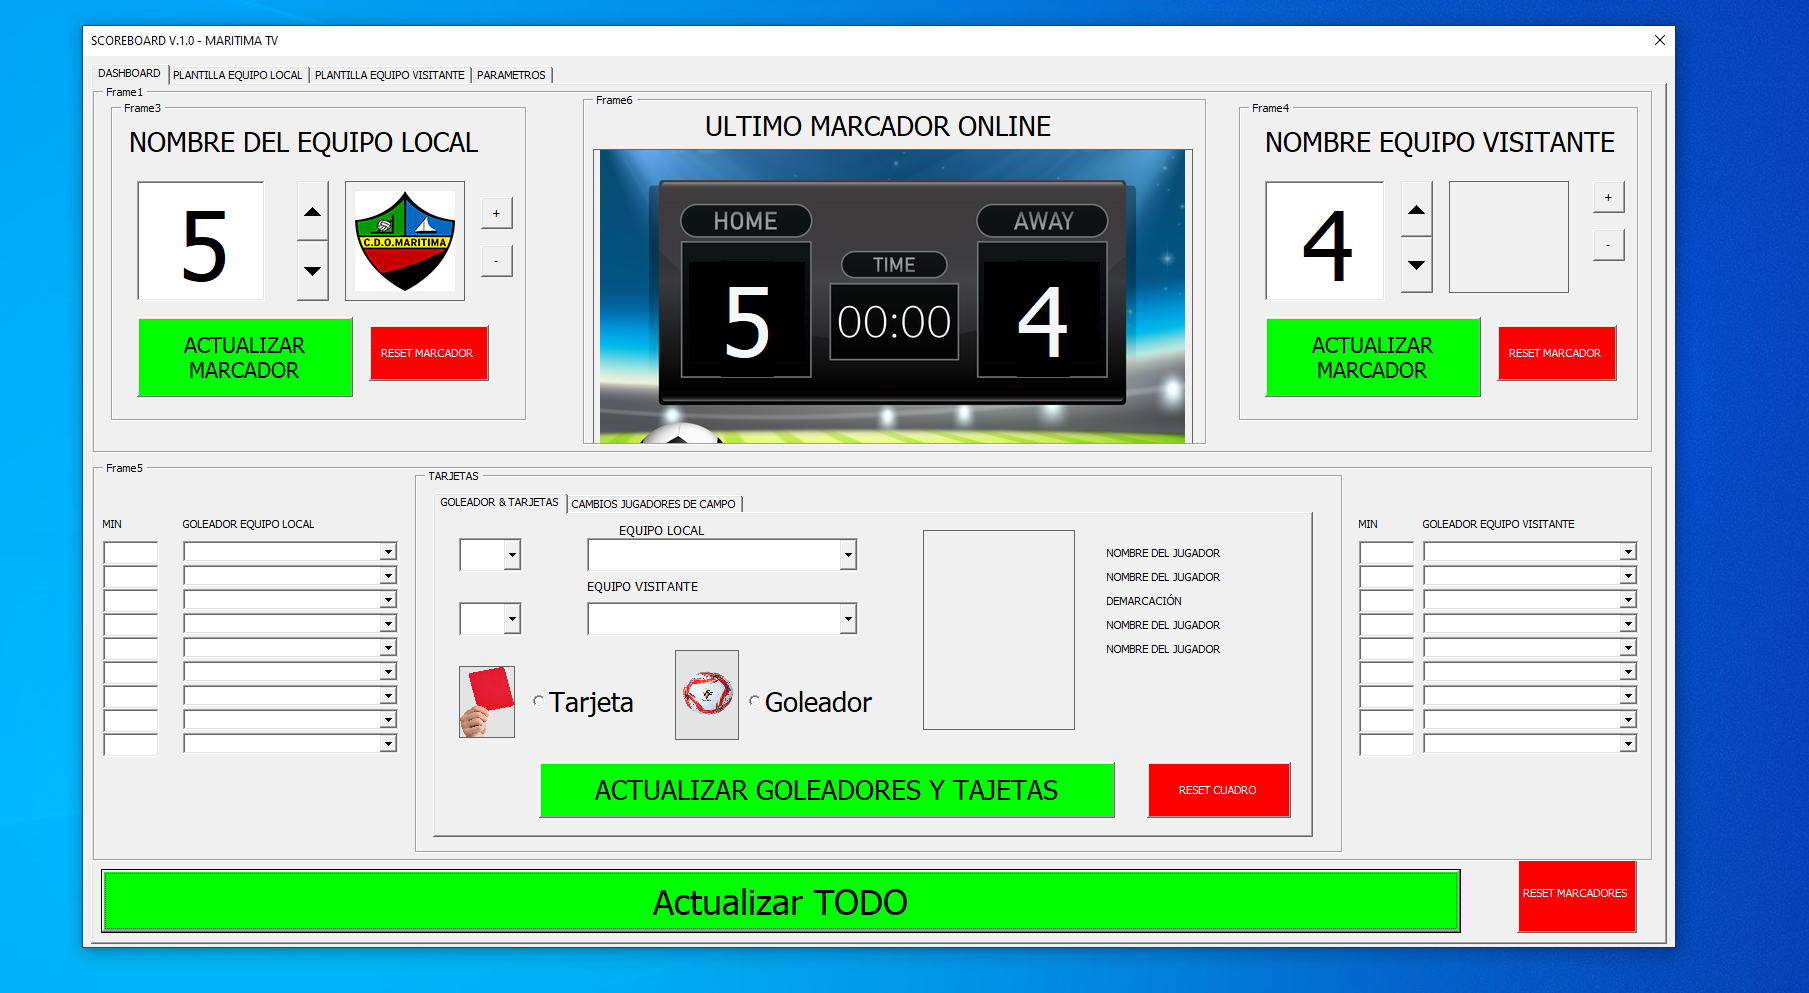 SCOREBOARD V.1.0 - MARITIMA TV
DASHBOARD
PLANTILLA EQUIPO LOCAL
PLANTILLA EQUIPO VISITANTE
PARAMETROS
Frame1
Frame3
NOMBRE DEL EQUIPO LOCAL
5
C.D.O.MARITIMA
+
-
ACTUALIZAR
MARCADOR
RESET MARCADOR
Frame6
ULTIMO MARCADOR ONLINE
HOME
AWAY
TIME
5
00:00
4
Frame4
NOMBRE EQUIPO VISITANTE
4
+
-
ACTUALIZAR
MARCADOR
RESET MARCADOR
Frame5
MIN
GOLEADOR EQUIPO LOCAL
TARJETAS
GOLEADOR & TARJETAS
CAMBIOS JUGADORES DE CAMPO
EQUIPO LOCAL
EQUIPO VISITANTE
Tarjeta
Goleador
NOMBRE DEL JUGADOR
NOMBRE DEL JUGADOR
DEMARCACIÓN
NOMBRE DEL JUGADOR
NOMBRE DEL JUGADOR
ACTUALIZAR GOLEADORES Y TAJETAS
RESET CUADRO
MIN
GOLEADOR EQUIPO VISITANTE
Actualizar TODO
RESET MARCADORES